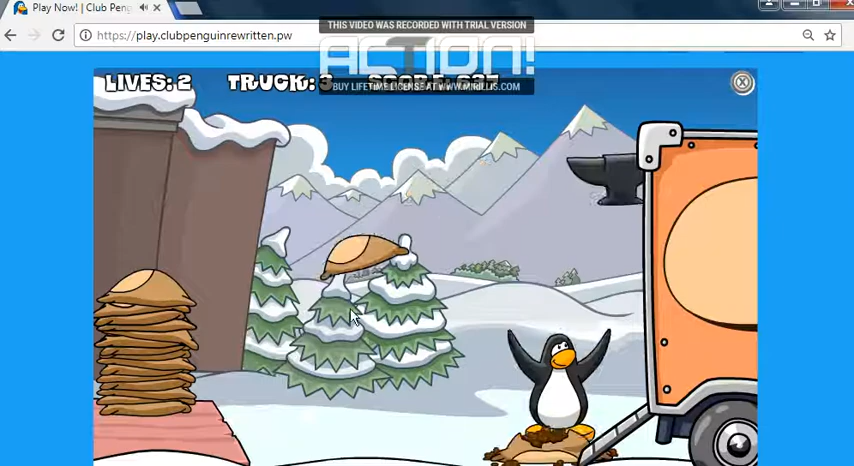 Play Now! | Club Peng
https://play.clubpenguinrewritten.pw
THIS VIDEO WAS RECORDED WITH TRIAL VERSION
ACTION!
BUY LIFETIME LICENSE AT WWW.MIRILLIS.COM
LIVES: 2 TRUCK: 3